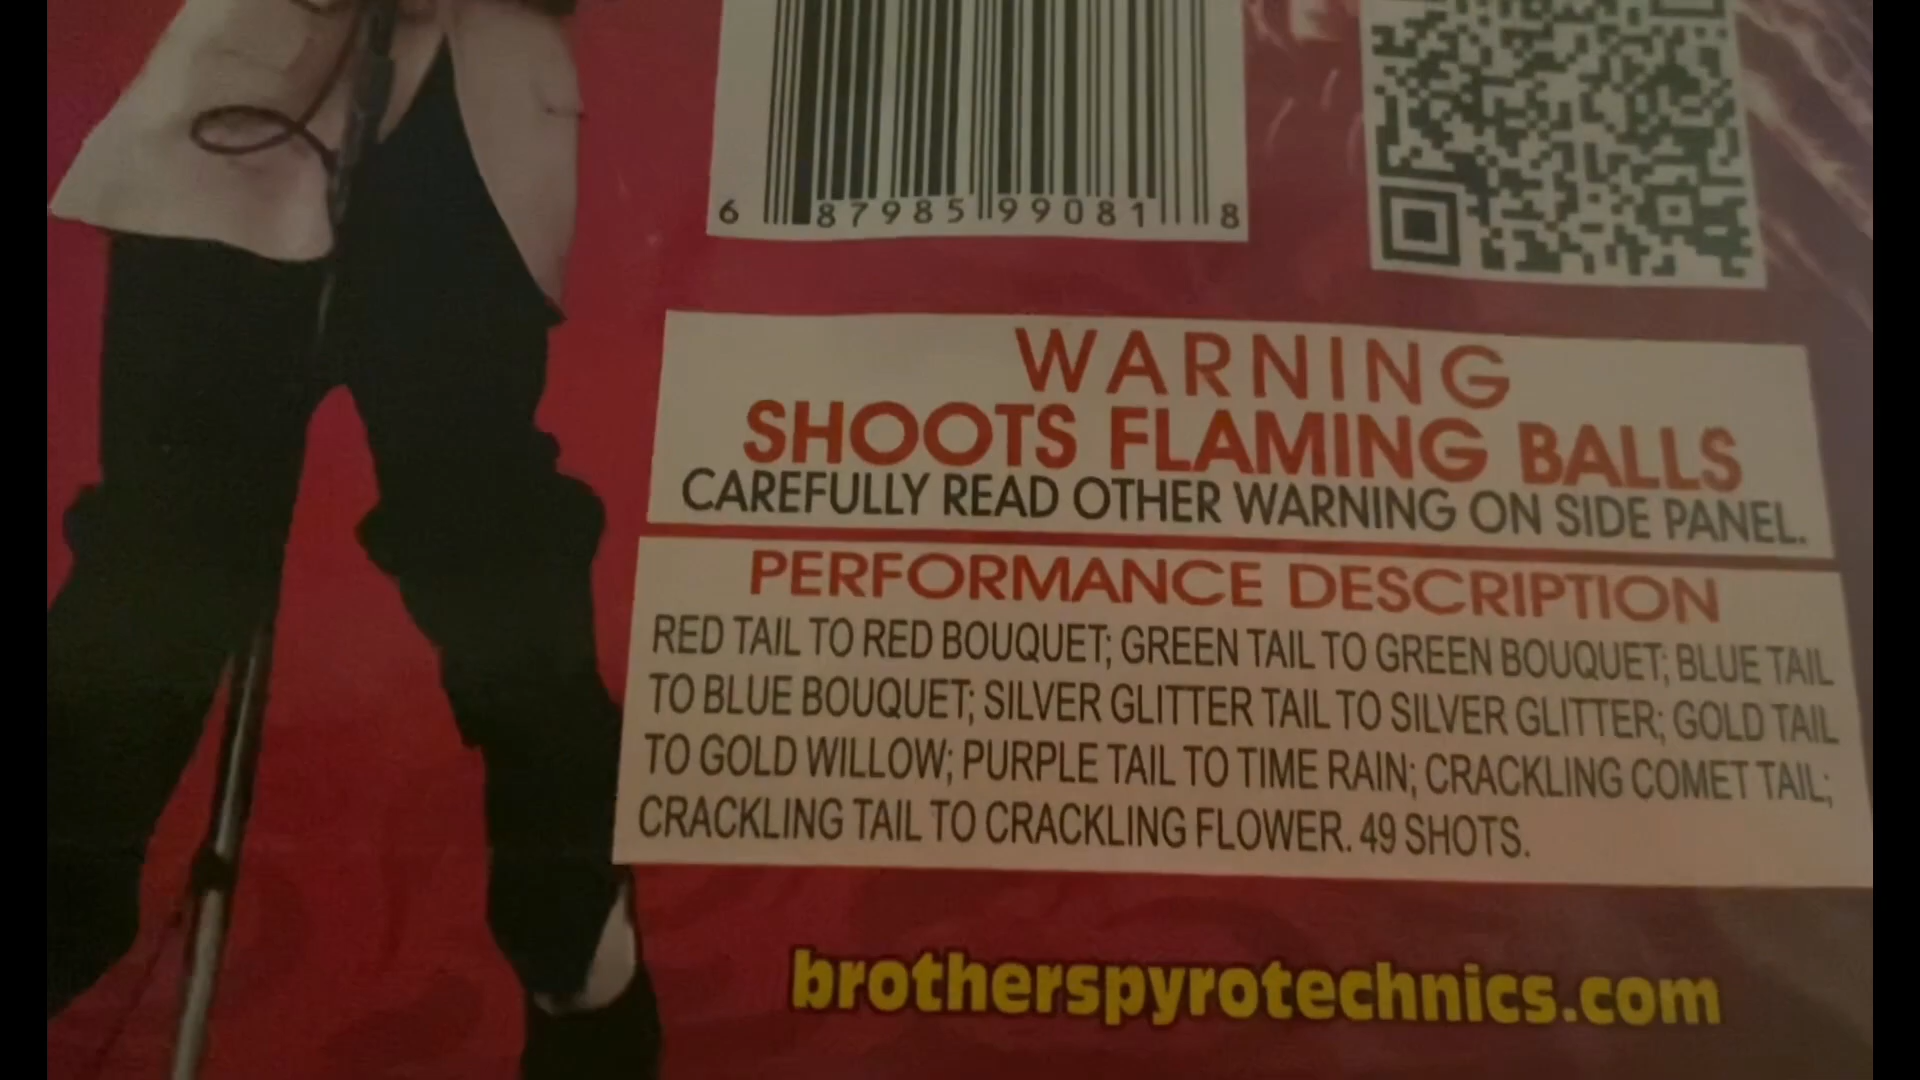 6 87985 99081 8
WARNING
SHOOTS FLAMING BALLS
CAREFULLY READ OTHER WARNING ON SIDE PANEL.
PERFORMANCE DESCRIPTION
RED TAIL TO RED BOUQUET; GREEN TAIL TO GREEN BOUQUET; BLUE TAIL
TO BLUE BOUQUET; SILVER GLITTER TAIL TO SILVER GLITTER; GOLD TAIL
TO GOLD WILLOW; PURPLE TAIL TO TIME RAIN; CRACKLING COMET TAIL;
CRACKLING TAIL TO CRACKLING FLOWER. 49 SHOTS.
brotherspyrotechnics.com